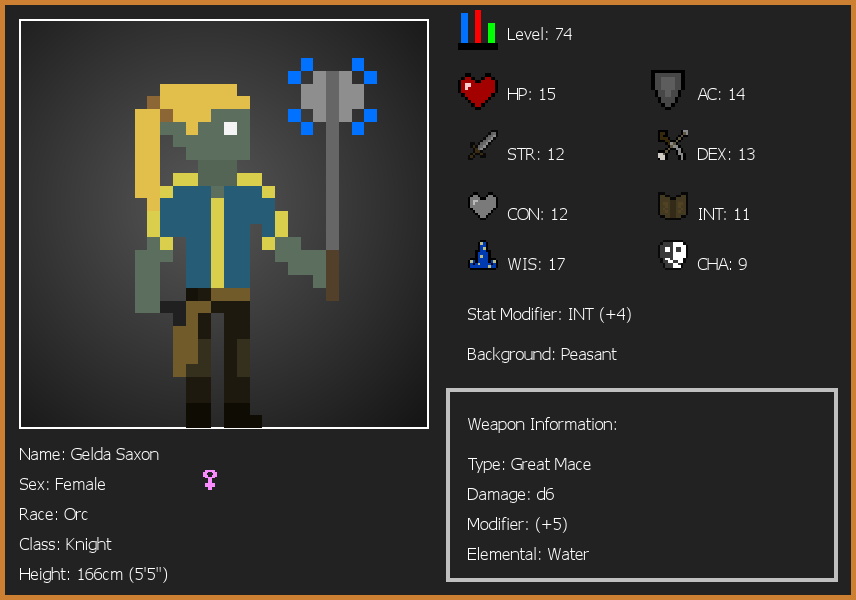 Level: 74
HP: 15
AC: 14
STR: 12
DEX: 13
CON: 12
INT: 11
WIS: 17
CHA: 9
Stat Modifier: INT (+4)
Background: Peasant
Weapon Information:
Type: Great Mace
Damage: d6
Modifier: (+5)
Elemental: Water
Name: Gelda Saxon
Sex: Female
Race: Orc
Class: Knight
Height: 166cm (5'5")